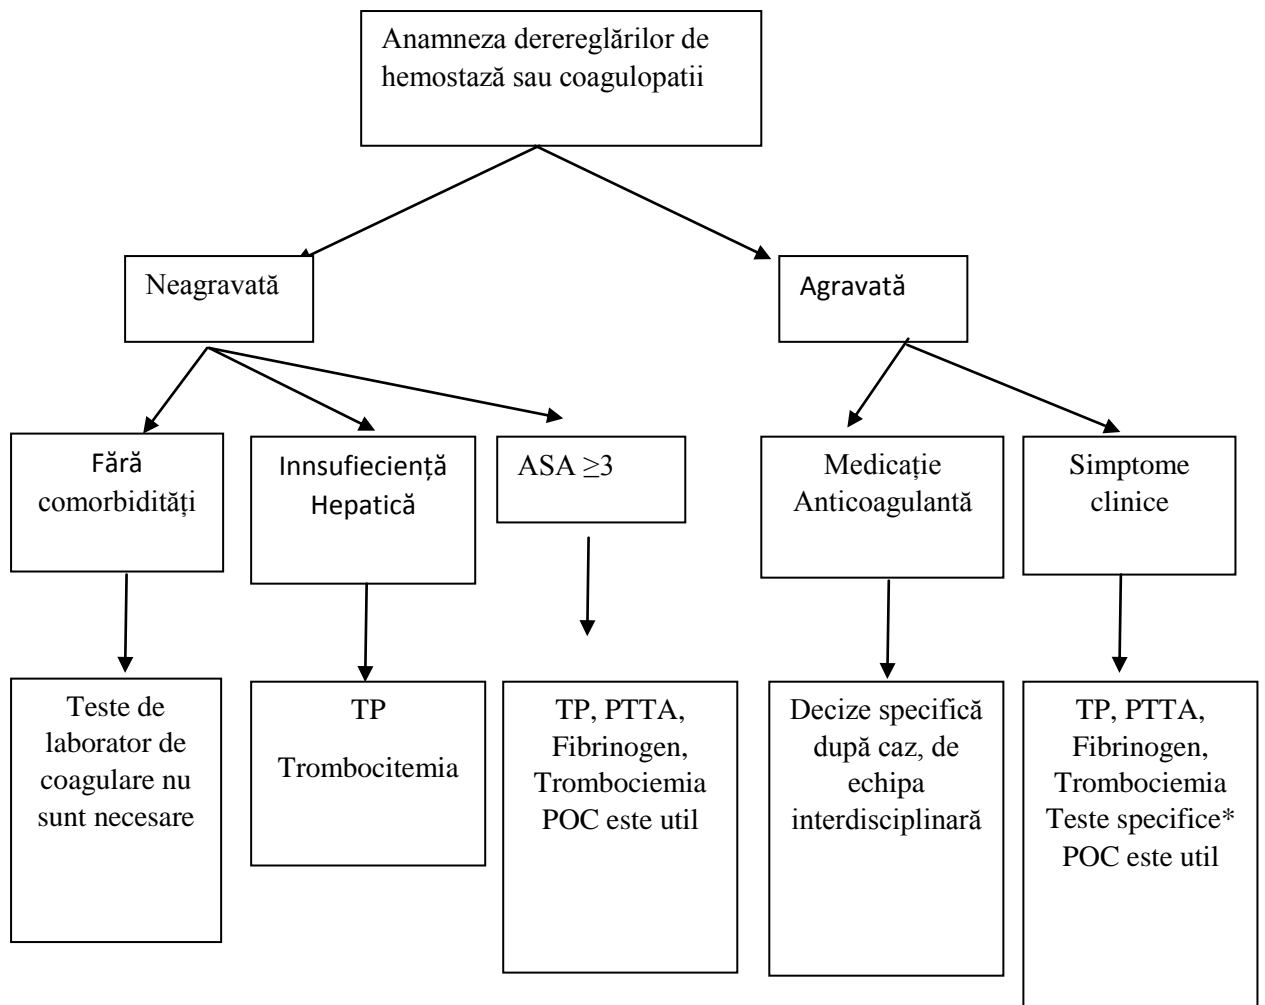 Anamneza derereglărilor de
hemostază sau coagulopatii
Neagravată
Agravată
Fără
comorbidități
Innsufieciență
Hepatică
ASA ≥3
Medicație
Anticoagulantă
Simptome
clinice
Teste de
laborator de
coagulare nu
sunt necesare
TP
Trombocitemia
TP, PTTA,
Fibrinogen,
Trombociemia
POC este util
Decize specifică
după caz, de
echipa
interdisciplinară
TP, PTTA,
Fibrinogen,
Trombociemia
Teste specifice*
POC este util